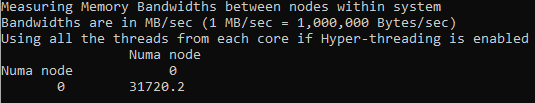 Measuring Memory Bandwidths between nodes within system
Bandwidths are in MB/sec (1 MB/sec = 1,000,000 Bytes/sec)
Using all the threads from each core if Hyper-threading is enabled
Numa node
Numa node 0
0 31720.2